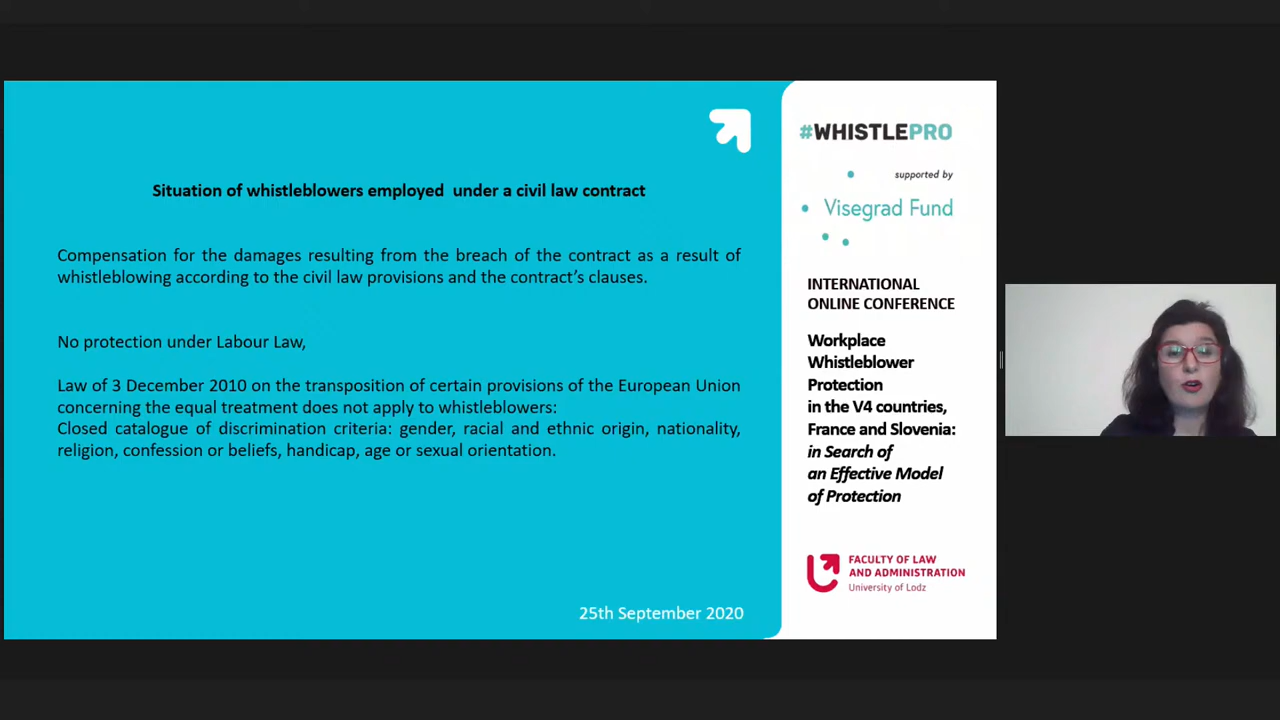 Situation of whistleblowers employed under a civil law contract
Compensation for the damages resulting from the breach of the contract as a result of
whistleblowing according to the civil law provisions and the contract's clauses.
No protection under Labour Law,
Law of 3 December 2010 on the transposition of certain provisions of the European Union
concerning the equal treatment does not apply to whistleblowers:
Closed catalogue of discrimination criteria: gender, racial and ethnic origin, nationality,
religion, confession or beliefs, handicap, age or sexual orientation.
25th September 2020
#WHISTLEPRO
supported by
Visegrad Fund
INTERNATIONAL
ONLINE CONFERENCE
Workplace
Whistleblower
Protection
in the V4 countries,
France and Slovenia:
in Search of
an Effective Model
of Protection
FACULTY OF LAW
AND ADMINISTRATION
University of Lodz